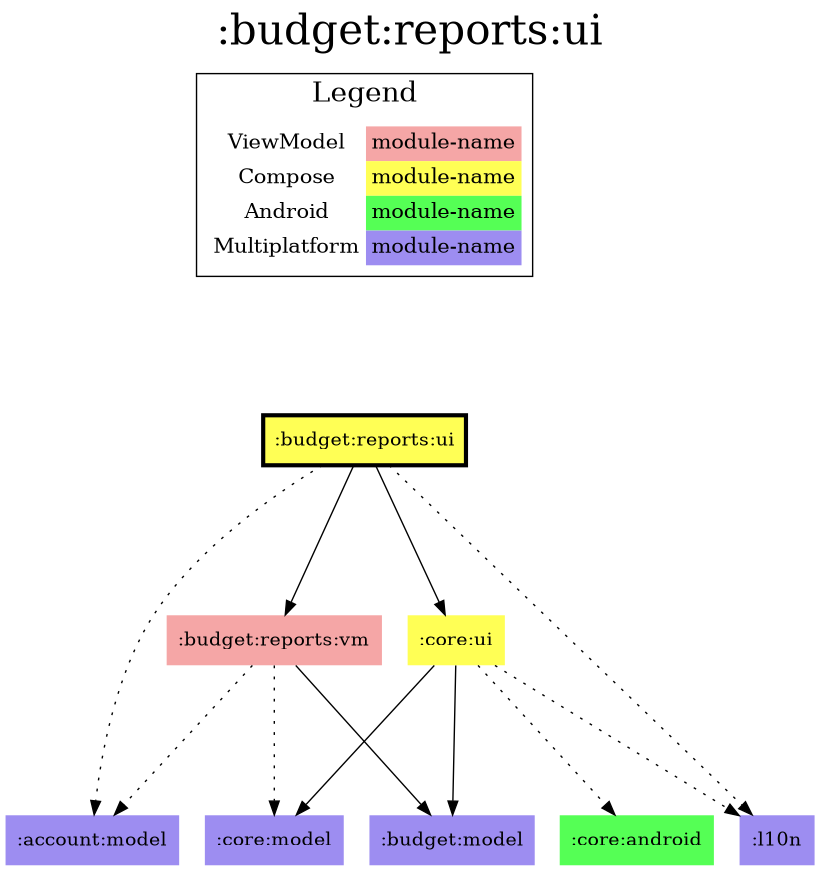 :budget:reports:ui
Legend
ViewModel module-name
Compose module-name
Android module-name
Multiplatform module-name
:budget:reports:ui
:budget:reports:vm :core:ui
:account:model :core:model :budget:model :core:android :l10n